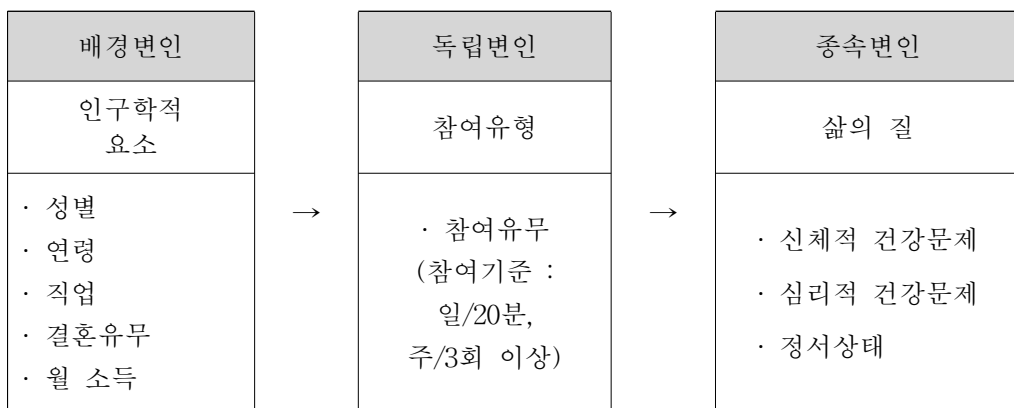 배경변인
인구학적
요소
· 성별
· 연령
· 직업
· 결혼유무
· 월 소득
→
독립변인
참여유형
· 참여유무
(참여기준 :
일/20분,
주/3회 이상)
→
종속변인
삶의 질
· 신체적 건강문제
· 심리적 건강문제
· 정서상태